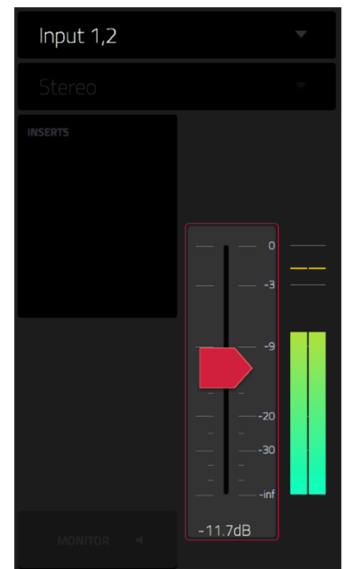 Input 1,2
Stereo
INSERTS
0
-3
-9
-20
-30
-inf
-11.7dB
MONITOR